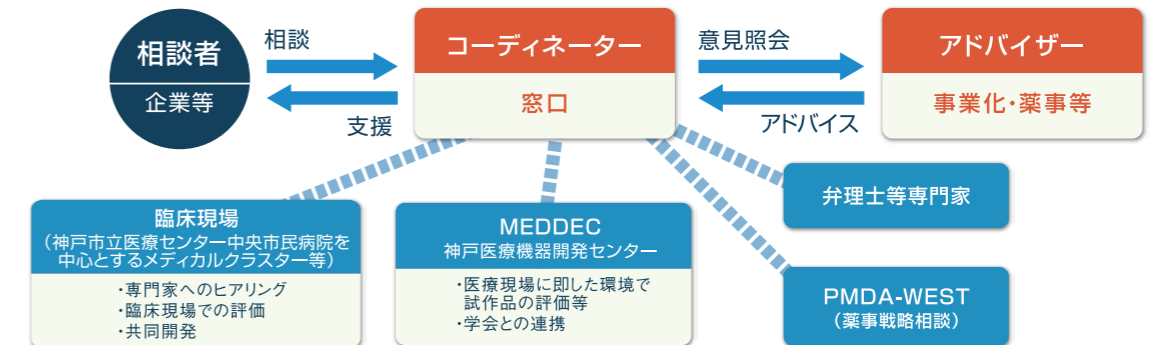 相談者
企業等
相談
支援
コーディネーター
窓口
意見照会
アドバイス
アドバイザー
事業化・薬事等
臨床現場
（神戸市立医療センター中央市民病院を
中心とするメディカルクラスター等）
・専門家へのヒアリング
・臨床現場での評価
・共同開発
MEDDEC
神戸医療機器開発センター
・医療現場に即した環境で
試作品の評価等
・学会との連携
弁理士等専門家
PMDA-WEST
（薬事戦略相談）